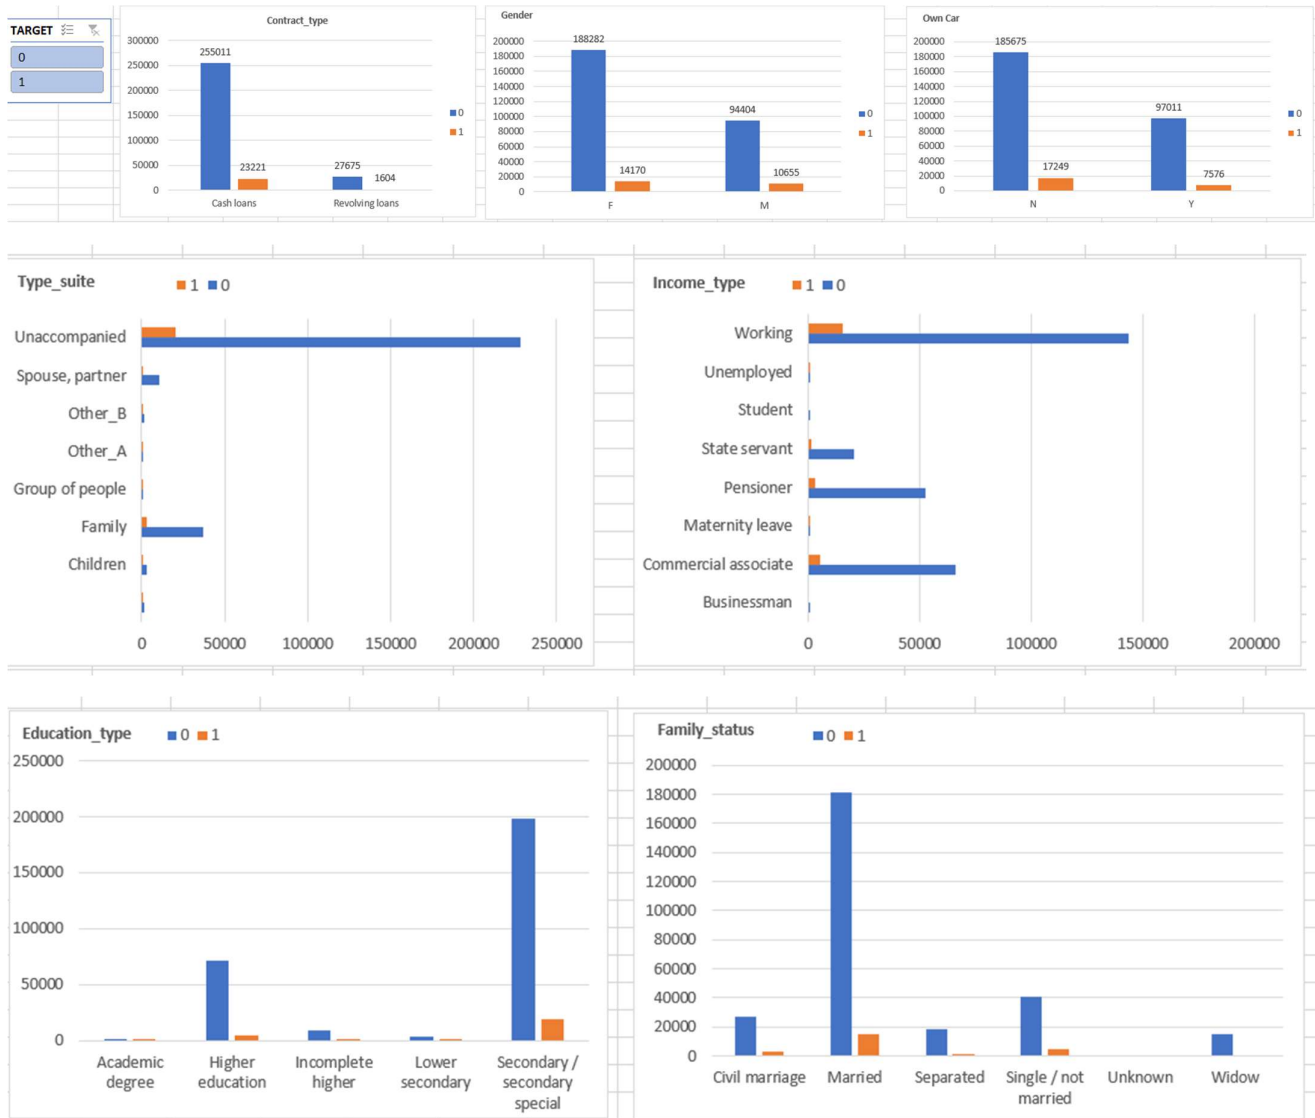 TARGET
0
1
Contract_type
300000
250000
200000
150000
100000
50000
0
255011
23221
27675
1604
Cash loans
Revolving loans
0
1
Gender
200000
180000
160000
140000
120000
100000
80000
60000
40000
20000
0
188282
14170
94404
10655
F
M
0
1
Own Car
200000
180000
160000
140000
120000
100000
80000
60000
40000
20000
0
185675
17249
97011
7576
N
Y
0
1
Type_suite
1 0
Unaccompanied
Spouse, partner
Other_B
Other_A
Group of people
Family
Children
0 50000 100000 150000 200000 250000
Income_type
1 0
Working
Unemployed
Student
State servant
Pensioner
Maternity leave
Commercial associate
Businessman
0 50000 100000 150000 200000
Education_type
0 1
250000
200000
150000
100000
50000
0
Academic
degree
Higher
education
Incomplete
higher
Lower
secondary
Secondary /
secondary
special
Family_status
0 1
200000
180000
160000
140000
120000
100000
80000
60000
40000
20000
0
Civil marriage
Married
Separated
Single / not
married
Unknown
Widow